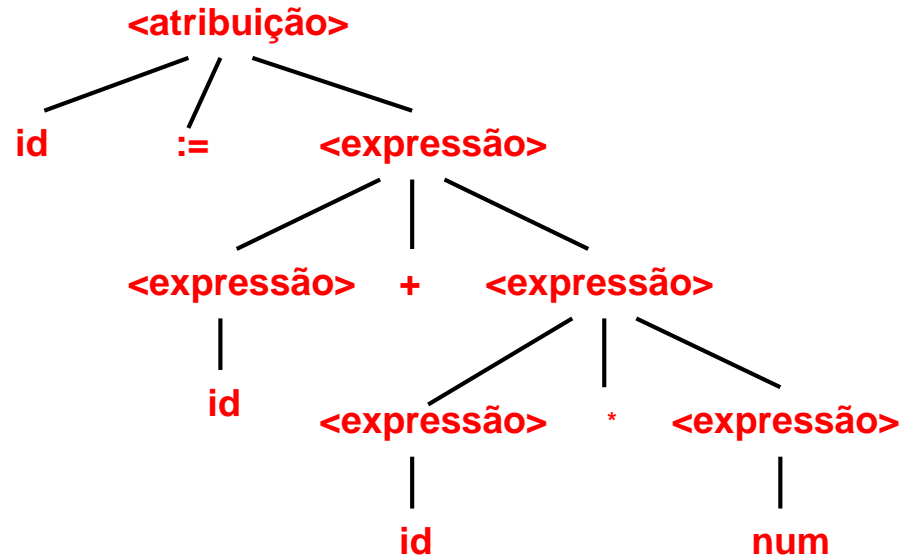 <atribuição>
id := <expressão>
<expressão> + <expressão>
id
<expressão> * <expressão>
id num